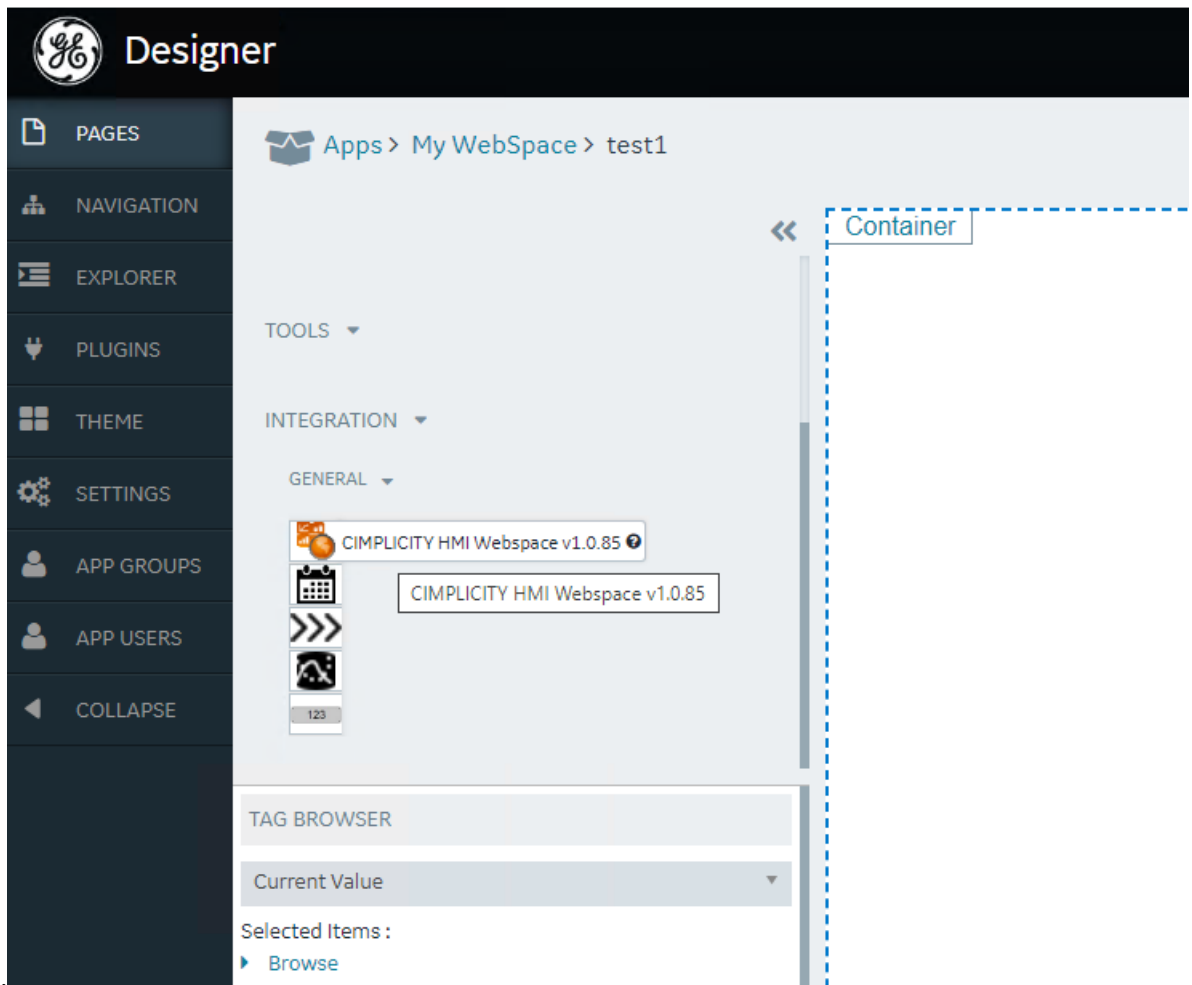 Designer
PAGES
NAVIGATION
EXPLORER
PLUGINS
THEME
SETTINGS
APP GROUPS
APP USERS
COLLAPSE
Apps > My WebSpace > test1
Container
TOOLS
INTEGRATION
GENERAL
CIMPLICITY HMI Webspace v1.0.85
CIMPLICITY HMI Webspace v1.0.85
123
TAG BROWSER
Current Value
Selected Items :
Browse